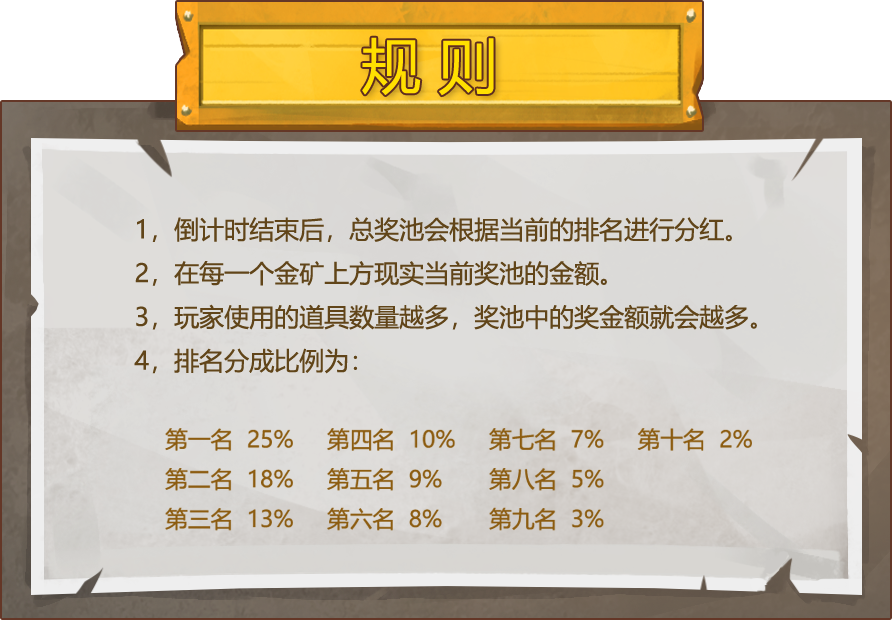 规则
1，倒计时结束后，总奖池会根据当前的排名进行分红。
2，在每一个金矿上方现实当前奖池的金额。
3，玩家使用的道具数量越多，奖池中的奖金额就会越多。
4，排名分成比例为：
第一名 25% 第四名 10% 第七名 7% 第十名 2%
第二名 18% 第五名 9% 第八名 5%
第三名 13% 第六名 8% 第九名 3%